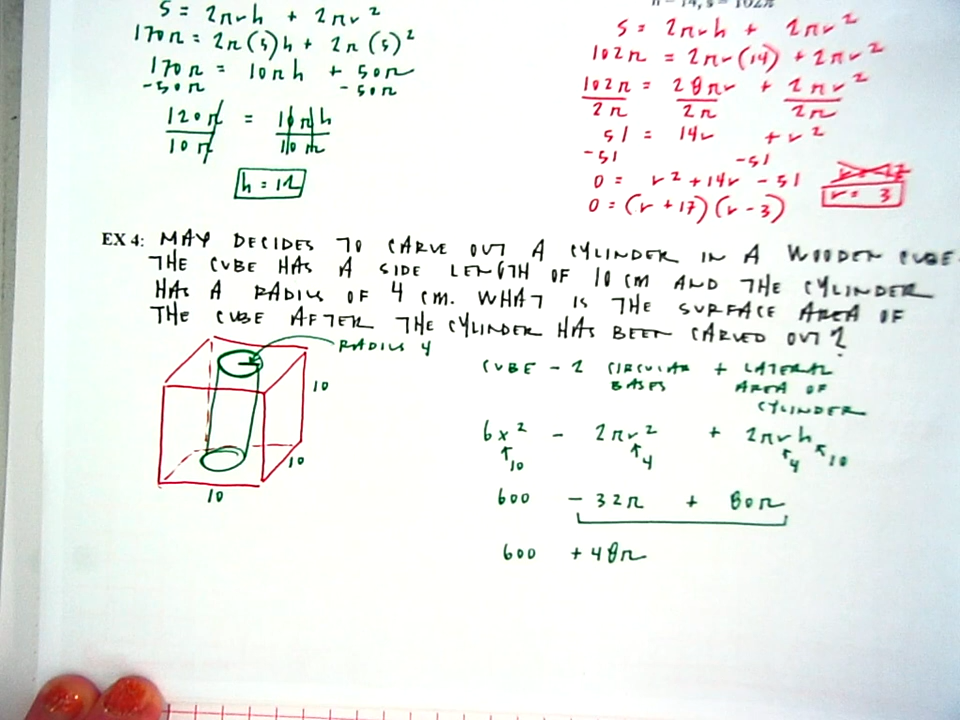 S = 2πrh + 2πr²
170π = 2π(5)h + 2π(5)²
170π = 10πh + 50π
-50π -50π
120π = 10πh
10π 10π
h = 12
S = 2πrh + 2πr²
102π = 2πr(14) + 2πr²
102π = 28πr + 2πr²
2π 2π 2π
51 = 14r + r²
-51 -51
0 = r² + 14r - 51
0 = (r + 17)(r - 3)
r = 3
EX 4: MAY DECIDES TO CARVE OUT A CYLINDER IN A WOODEN CUBE.
THE CUBE HAS A SIDE LENGTH OF 10 CM AND THE CYLINDER
HAS A RADIUS OF 4 CM. WHAT IS THE SURFACE AREA OF
THE CUBE AFTER THE CYLINDER HAS BEEN CARVED OUT?
RADIUS 4
10
10
10
CUBE - 2 CIRCULAR + LATERAL
BASES AREA OF
CYLINDER
6x² - 2πr² + 2πrh
10 4 4 10
600 - 32π + 80π
600 + 48π